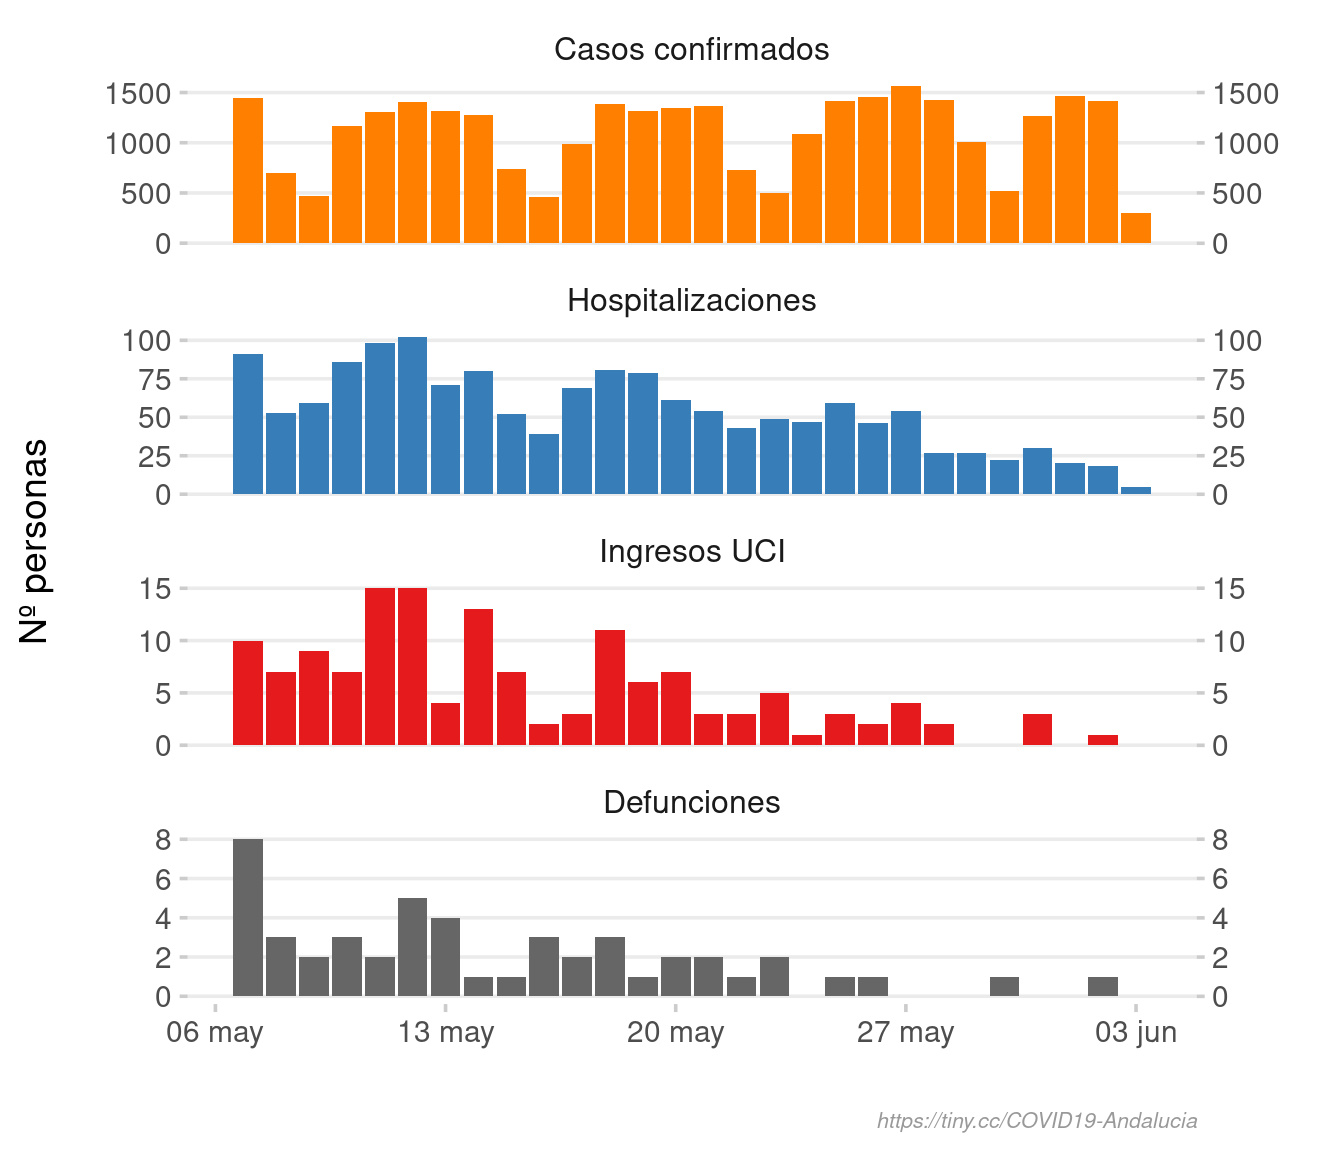 Casos confirmados
1500 1500
1000 1000
500 500
0 0
Hospitalizaciones
100 100
75 75
50 50
25 25
0 0
Nº personas
Ingresos UCI
15 15
10 10
5 5
0 0
Defunciones
8 8
6 6
4 4
2 2
0 0
06 may 13 may 20 may 27 may 03 jun
https://tiny.cc/COVID19-Andalucia